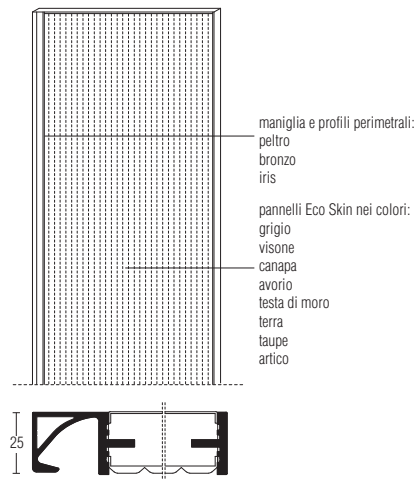 maniglia e profili perimetrali:
peltro
bronzo
iris
pannelli Eco Skin nei colori:
grigio
visone
canapa
avorio
testa di moro
terra
taupe
artico
25